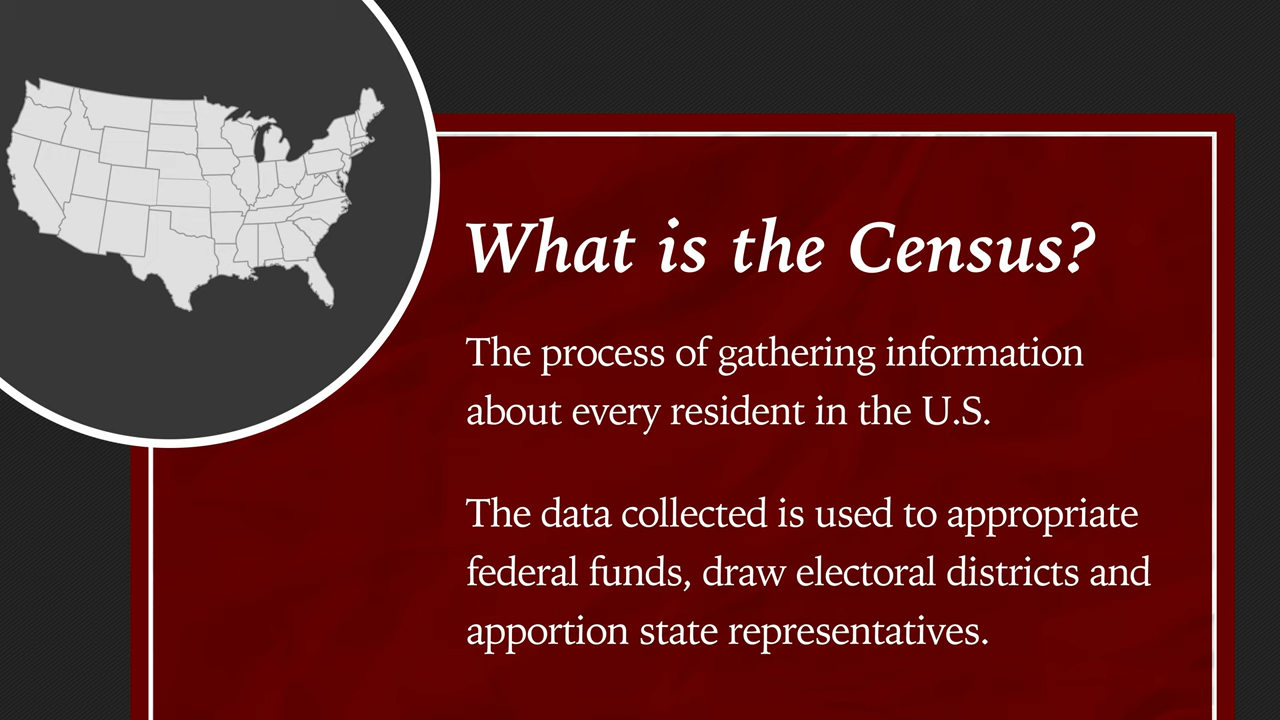 What is the Census?
The process of gathering information
about every resident in the U.S.
The data collected is used to appropriate
federal funds, draw electoral districts and
apportion state representatives.